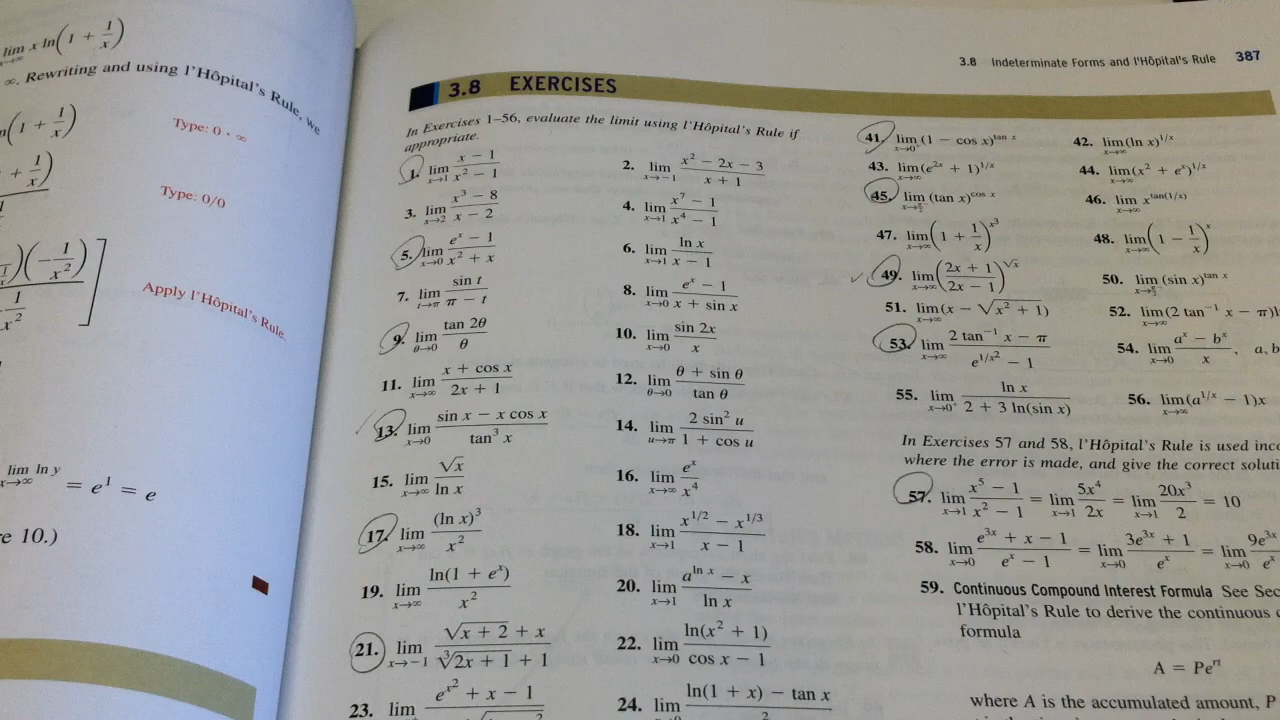 lim x ln(1 + 1/x)
x→∞
∞. Rewriting and using l'Hôpital's Rule, we
(1 + 1/x)
Type: 0 · ∞
+ 1/x)
Type: 0/0
)(−1/x²)]
1/x²
Apply l'Hôpital's Rule.
lim ln y
x→∞ = e¹ = e
10.)
3.8 Indeterminate Forms and l'Hôpital's Rule 387
3.8 EXERCISES
In Exercises 1–56, evaluate the limit using l'Hôpital's Rule if
appropriate.
1. lim x→1 (x − 1)/(x² − 1)
2. lim x→−1 (x² − 2x − 3)/(x + 1)
3. lim x→2 (x³ − 8)/(x − 2)
4. lim x→1 (x⁷ − 1)/(x⁴ − 1)
5. lim x→0 (eˣ − 1)/(x² + x)
6. lim x→1 ln x/(x − 1)
7. lim t→π sin t/(π − t)
8. lim x→0 (eˣ − 1)/(x + sin x)
9. lim θ→0 tan 2θ/θ
10. lim x→0 sin 2x/x
11. lim x→∞ (x + cos x)/(2x + 1)
12. lim θ→0 (θ + sin θ)/tan θ
13. lim x→0 (sin x − x cos x)/tan³ x
14. lim u→π 2 sin² u/(1 + cos u)
15. lim x→∞ √x/ln x
16. lim x→∞ eˣ/x⁴
17. lim x→∞ (ln x)³/x²
18. lim x→1 (x^(1/2) − x^(1/3))/(x − 1)
19. lim x→∞ ln(1 + eˣ)/x²
20. lim x→1 (a^(ln x) − x)/ln x
21. lim x→−1 (√(x + 2) + x)/(∛(2x + 1) + 1)
22. lim x→0 ln(x² + 1)/(cos x − 1)
23. lim (e^(x²) + x − 1)
24. lim (ln(1 + x) − tan x)
41. lim x→0⁺ (1 − cos x)^(tan x)
42. lim x→∞ (ln x)^(1/x)
43. lim x→∞ (e^(2x) + 1)^(1/x)
44. lim x→∞ (x² + eˣ)^(1/x)
45. lim x→π/2 (tan x)^(cos x)
46. lim x→∞ x^(tan(1/x))
47. lim x→∞ (1 + 1/x)^(x³)
48. lim x→∞ (1 − 1/x)^x
49. lim x→∞ ((2x + 1)/(2x − 1))^(√x)
50. lim x→π/2 (sin x)^(tan x)
51. lim x→∞ (x − √(x² + 1))
52. lim x→∞ (2 tan⁻¹ x − π)
53. lim x→∞ (2 tan⁻¹ x − π)/(e^(1/x²) − 1)
54. lim x→0 (aˣ − bˣ)/x, a, b
55. lim x→0⁺ ln x/(2 + 3 ln(sin x))
56. lim x→∞ (a^(1/x) − 1)x
In Exercises 57 and 58, l'Hôpital's Rule is used
where the error is made, and give the correct
57. lim x→1 (x⁵ − 1)/(x² − 1) = lim x→1 5x⁴/2x = lim x→1 20x³/2 = 10
58. lim x→0 (e^(3x) + x − 1)/(eˣ − 1) = lim x→0 (3e^(3x) + 1)/eˣ = lim x→0 9e^(3x)/eˣ
59. Continuous Compound Interest Formula See
l'Hôpital's Rule to derive the continuous
formula
A = Pe^(rt)
where A is the accumulated amount, P